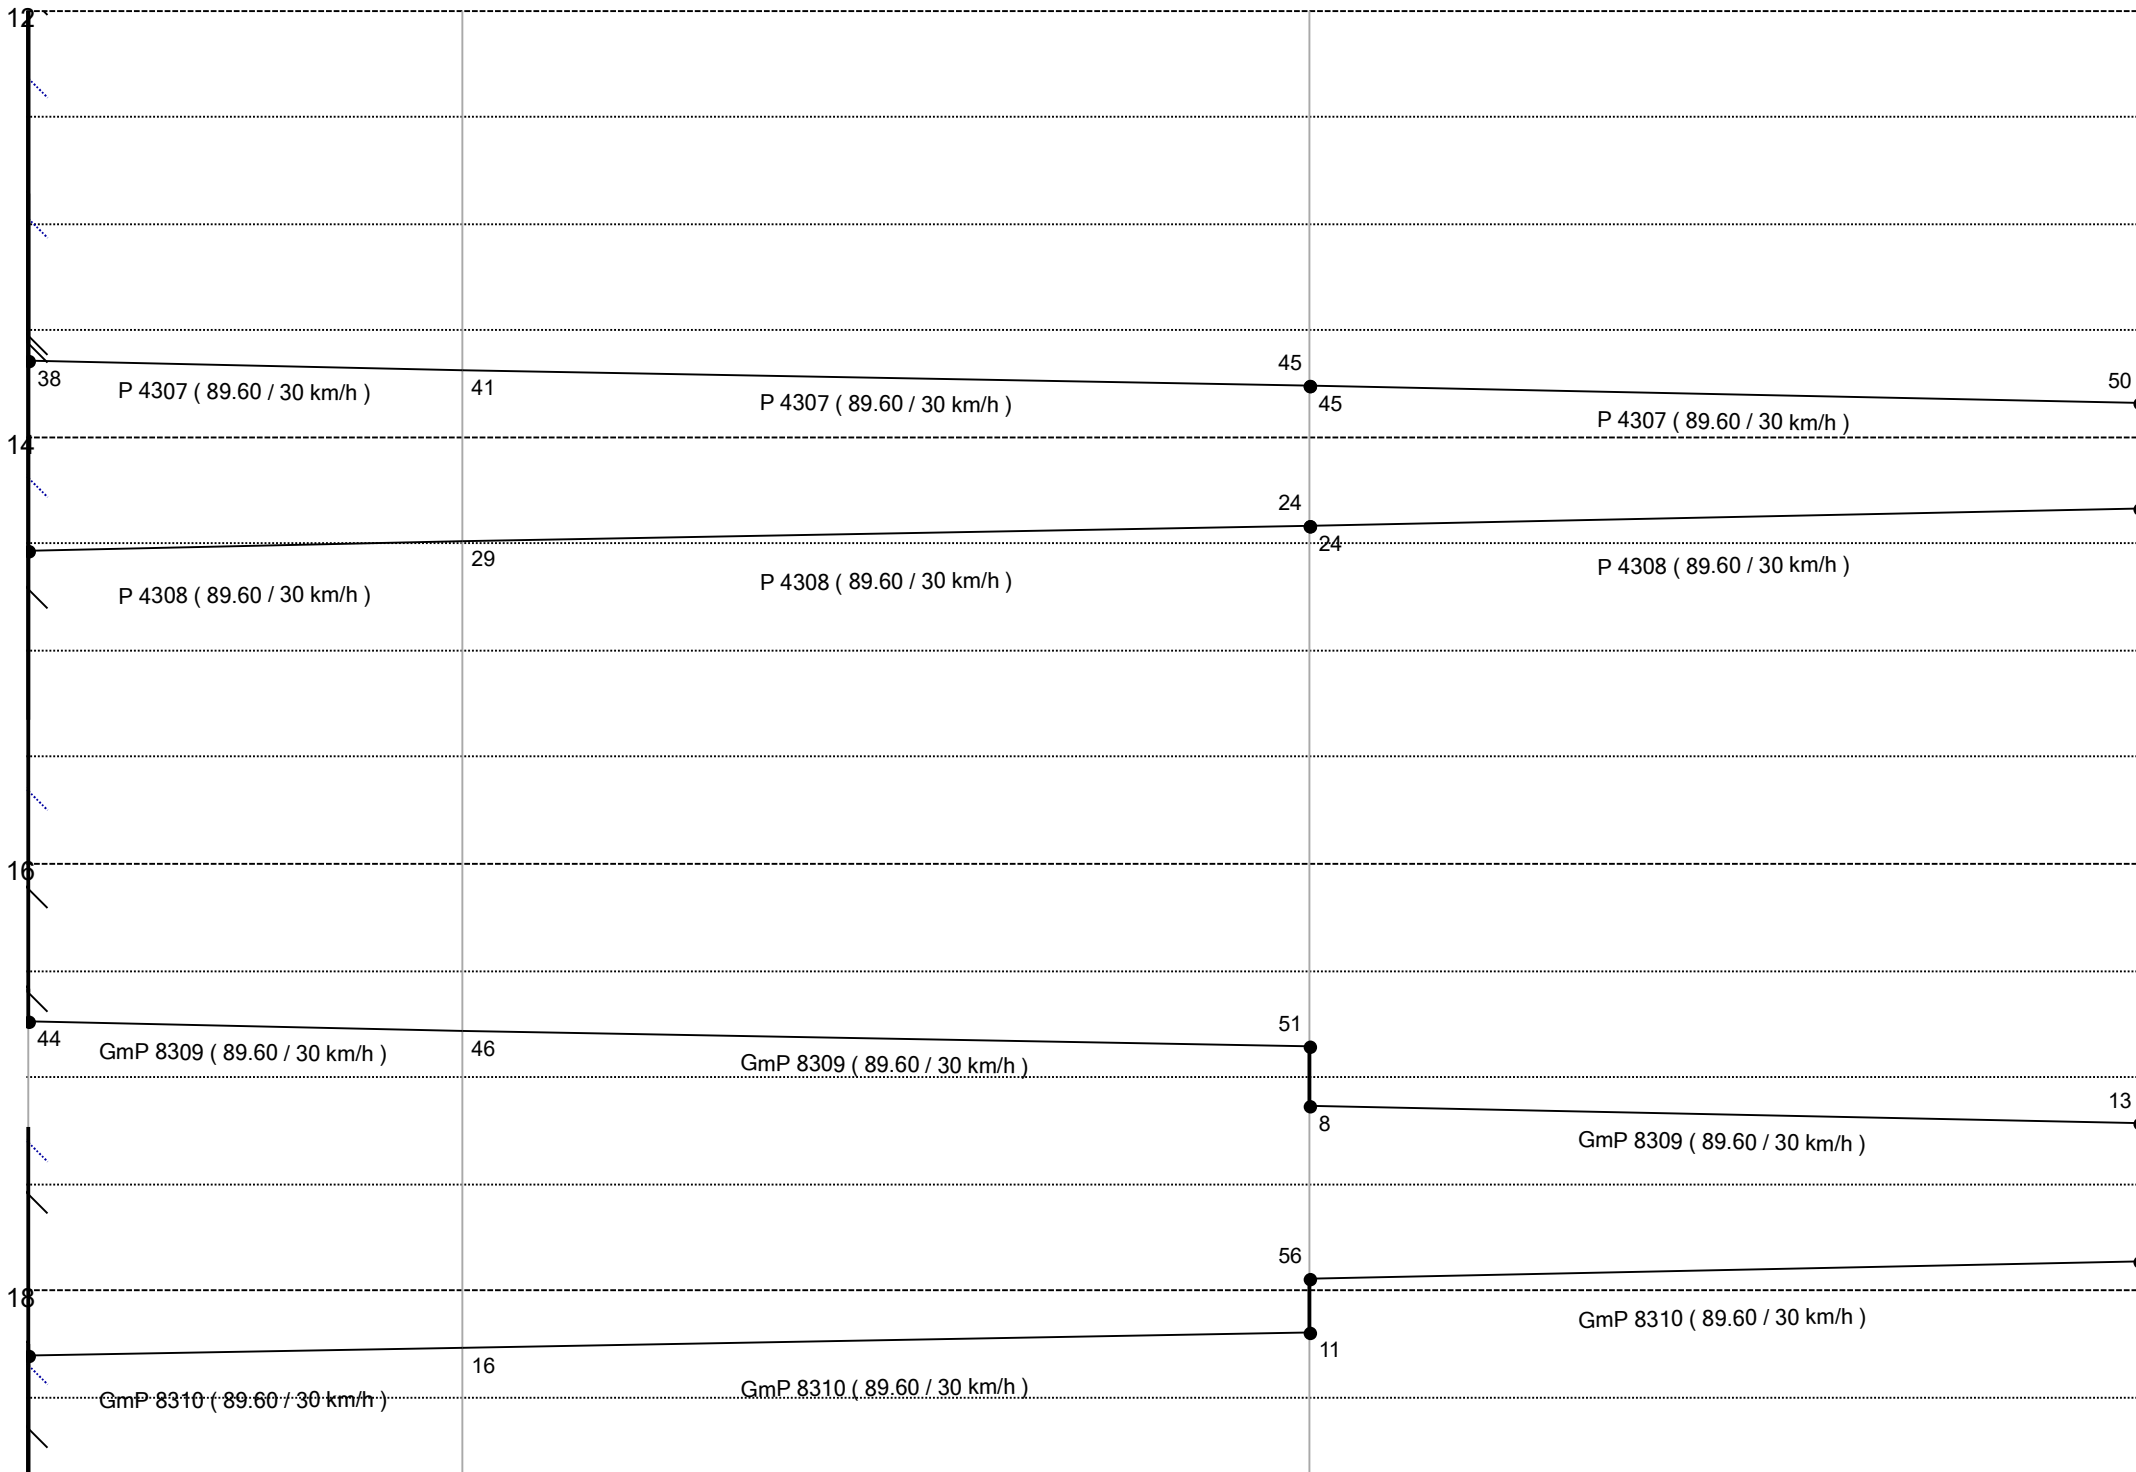 12
45
38
P 4307 ( 89.60 / 30 km/h )
41
P 4307 ( 89.60 / 30 km/h )
45
P 4307 ( 89.60 / 30 km/h )
50
14
24
29
24
P 4308 ( 89.60 / 30 km/h )
P 4308 ( 89.60 / 30 km/h )
P 4308 ( 89.60 / 30 km/h )
16
51
44
GmP 8309 ( 89.60 / 30 km/h )
46
GmP 8309 ( 89.60 / 30 km/h )
13
8
GmP 8309 ( 89.60 / 30 km/h )
56
18
GmP 8310 ( 89.60 / 30 km/h )
16
11
GmP 8310 ( 89.60 / 30 km/h )
GmP 8310 ( 89.60 / 30 km/h )